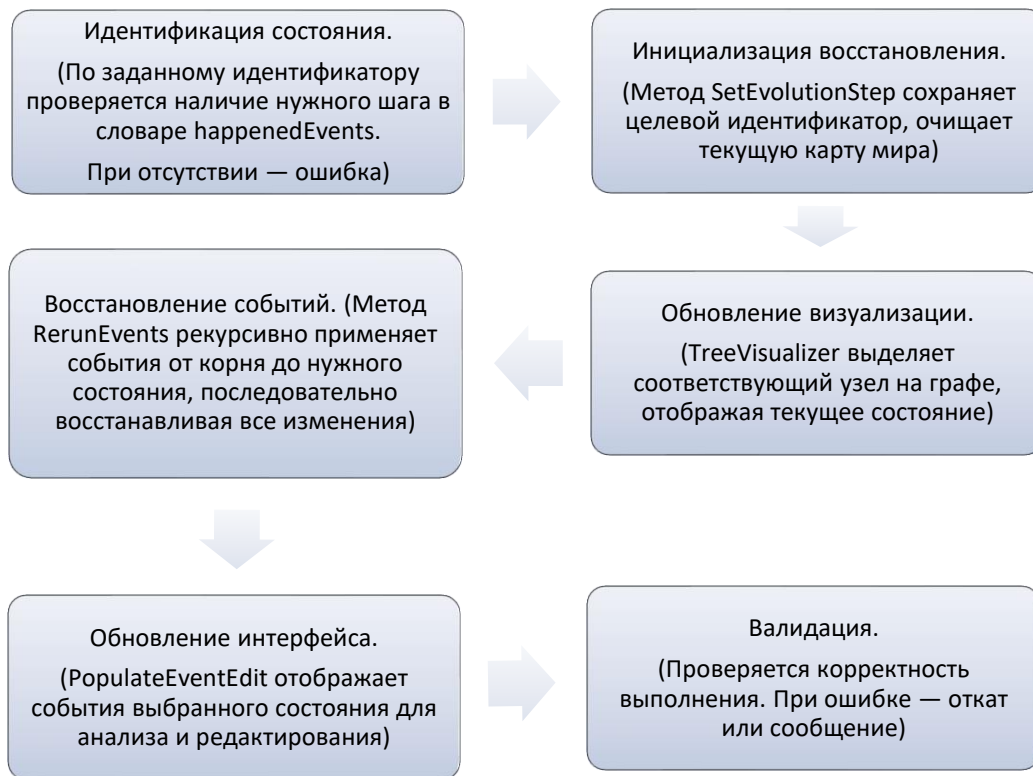 Идентификация состояния.
(По заданному идентификатору
проверяется наличие нужного шага в
словаре happenedEvents.
При отсутствии — ошибка)
Инициализация восстановления.
(Метод SetEvolutionStep сохраняет
целевой идентификатор, очищает
текущую карту мира)
Обновление визуализации.
(TreeVisualizer выделяет
соответствующий узел на графе,
отображая текущее состояние)
Восстановление событий. (Метод
RerunEvents рекурсивно применяет
события от корня до нужного
состояния, последовательно
восстанавливая все изменения)
Обновление интерфейса.
(PopulateEventEdit отображает
события выбранного состояния для
анализа и редактирования)
Валидация.
(Проверяется корректность
выполнения. При ошибке — откат
или сообщение)